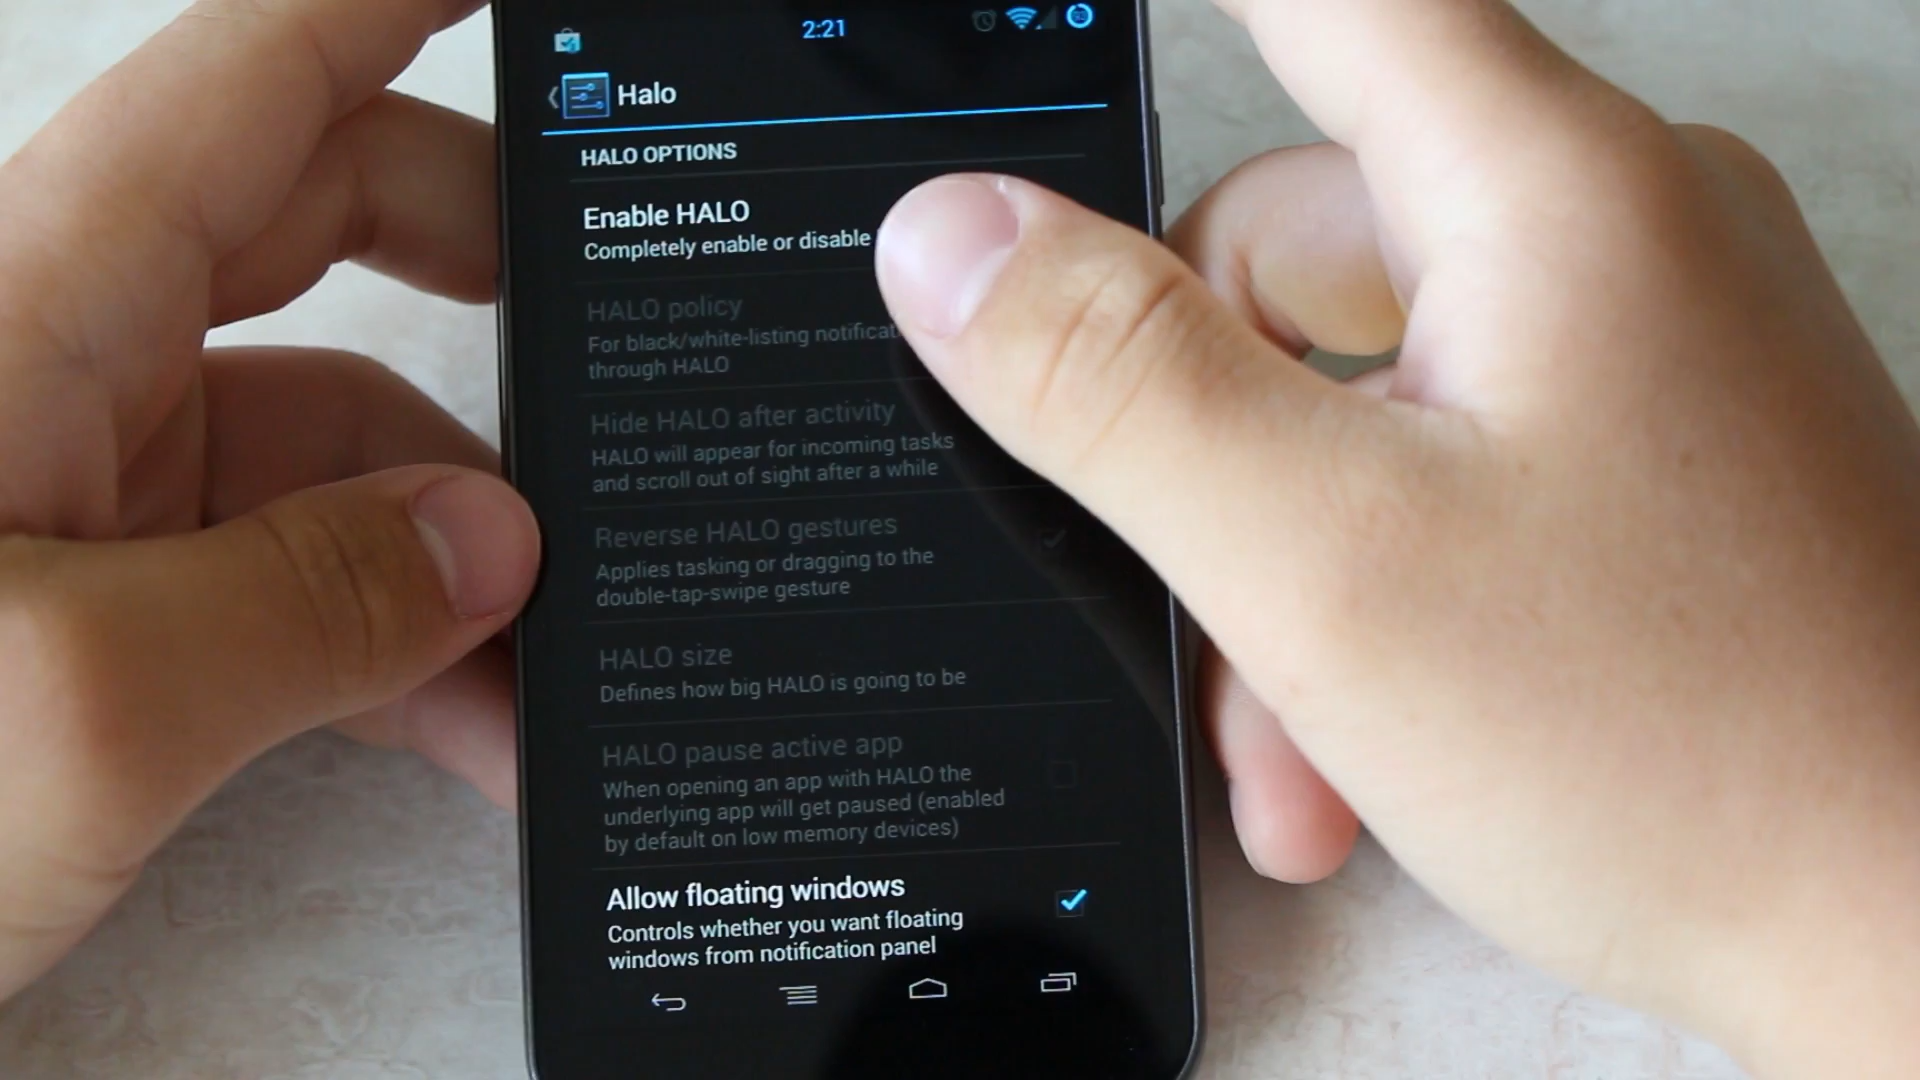 2:21
Halo
HALO OPTIONS
Enable HALO
Completely enable or disable
HALO policy
For black/white-listing
through HALO
Hide HALO after activity
HALO will appear for incoming tasks
and scroll out of sight after a while
Reverse HALO gestures
Applies tasking or dragging to the
double-tap-swipe gesture
HALO size
Defines how big HALO is going to be
HALO pause active app
When opening an app with HALO the
underlying app will get paused (enabled
by default on low memory devices)
Allow floating windows
Controls whether you want floating
windows from notification panel